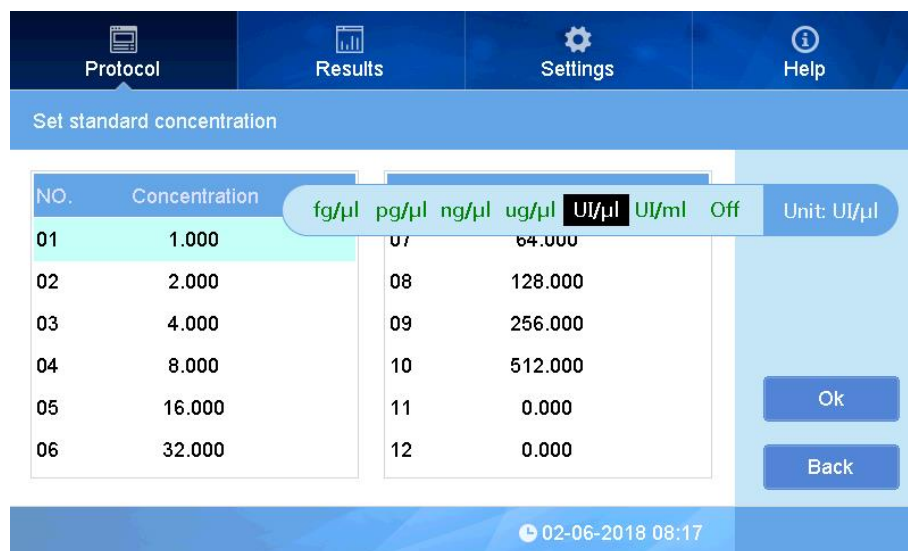 Protocol Results Settings Help
Set standard concentration
NO. Concentration
fg/µl pg/µl ng/µl ug/µl UI/µl UI/ml Off Unit: UI/µl
01 1.000 07 64.000
02 2.000 08 128.000
03 4.000 09 256.000
04 8.000 10 512.000
05 16.000 11 0.000
06 32.000 12 0.000
Ok
Back
02-06-2018 08:17